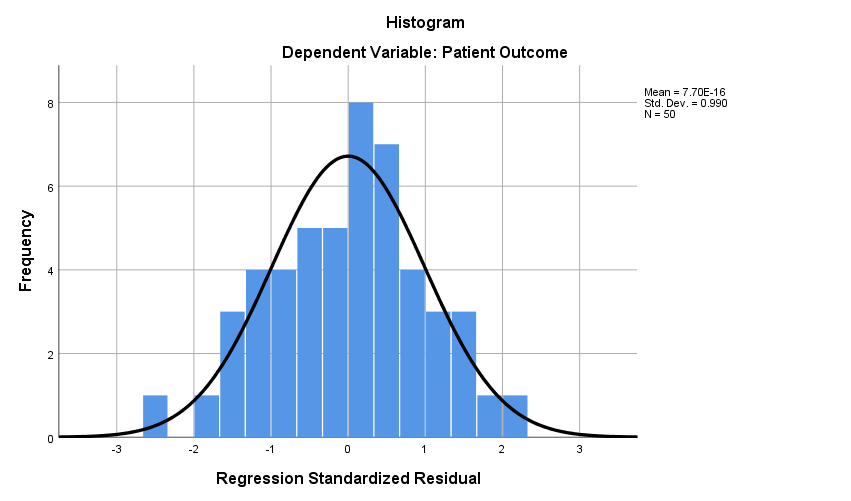 Histogram
Dependent Variable: Patient Outcome
Mean = 7.70E-16
Std. Dev. = 0.990
N = 50
Frequency
8
6
4
2
0
-3 -2 -1 0 1 2 3
Regression Standardized Residual